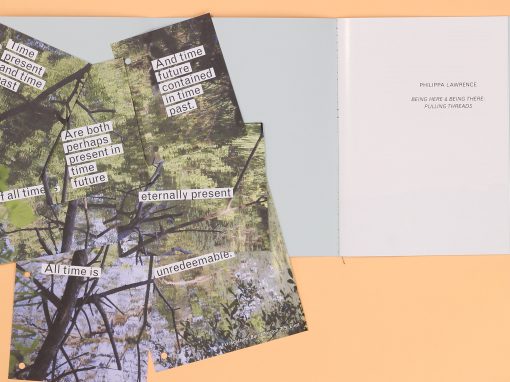 Time
present
and time
past
And time
future
contained
in time
past.
Are both
perhaps
present in
time
future
f all time is
eternally present
All time is
unredeemable.
PHILIPPA LAWRENCE
BEING HERE & BEING THERE:
PULLING THREADS